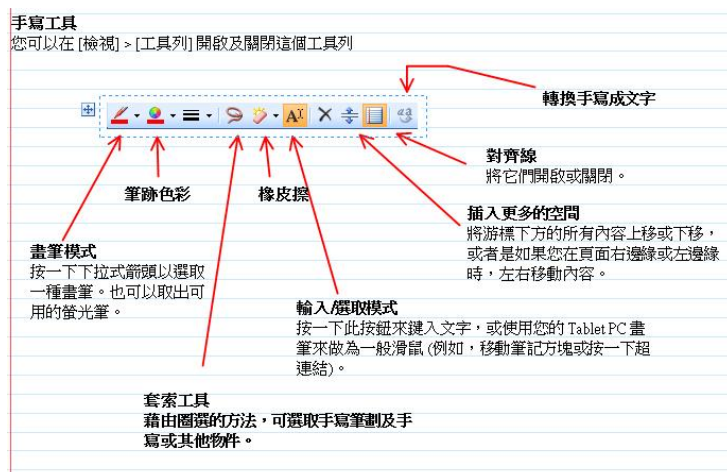 手寫工具
您可以在 [檢視] > [工具列] 開啟及關閉這個工具列
轉換手寫成文字
對齊線
將它們開啟或關閉。
筆跡色彩
橡皮擦
插入更多的空間
將游標下方的所有內容上移或下移，
或者是如果您在頁面右邊緣或左邊緣
時，左右移動內容。
畫筆模式
按一下下拉式箭頭以選取
一種畫筆。也可以取出可
用的螢光筆。
輸入/選取模式
按一下此按鈕來鍵入文字，或使用您的 Tablet PC 畫
筆來做為一般滑鼠 (例如，移動筆記方塊或按一下超
連結)。
套索工具
藉由圈選的方法，可選取手寫筆劃及手
寫或其他物件。